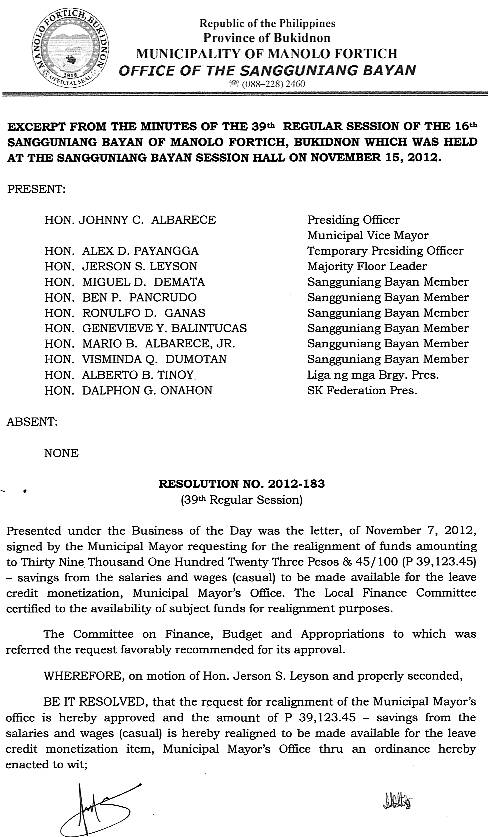 Republic of the Philippines
Province of Bukidnon
MUNICIPALITY OF MANOLO FORTICH
OFFICE OF THE SANGGUNIANG BAYAN
(088-228) 2460
MANOLO FORTICH, BUKIDNON
OFFICIAL SEAL
EXCERPT FROM THE MINUTES OF THE 39th REGULAR SESSION OF THE 16th
SANGGUNIANG BAYAN OF MANOLO FORTICH, BUKIDNON WHICH WAS HELD
AT THE SANGGUNIANG BAYAN SESSION HALL ON NOVEMBER 15, 2012.
PRESENT:
HON. JOHNNY C. ALBARECE Presiding Officer
Municipal Vice Mayor
HON. ALEX D. PAYANGGA Temporary Presiding Officer
HON. JERSON S. LEYSON Majority Floor Leader
HON. MIGUEL D. DEMATA Sangguniang Bayan Member
HON. BEN P. PANCRUDO Sangguniang Bayan Member
HON. RONULFO D. GANAS Sangguniang Bayan Member
HON. GENEVIEVE Y. BALINTUCAS Sangguniang Bayan Member
HON. MARIO B. ALBARECE, JR. Sangguniang Bayan Member
HON. VISMINDA Q. DUMOTAN Sangguniang Bayan Member
HON. ALBERTO B. TINOY Liga ng mga Brgy. Pres.
HON. DALPHON G. ONAHON SK Federation Pres.
ABSENT:
NONE
RESOLUTION NO. 2012-183
(39th Regular Session)
Presented under the Business of the Day was the letter, of November 7, 2012,
signed by the Municipal Mayor requesting for the realignment of funds amounting
to Thirty Nine Thousand One Hundred Twenty Three Pesos & 45/100 (P 39,123.45)
– savings from the salaries and wages (casual) to be made available for the leave
credit monetization, Municipal Mayor's Office. The Local Finance Committee
certified to the availability of subject funds for realignment purposes.
The Committee on Finance, Budget and Appropriations to which was
referred the request favorably recommended for its approval.
WHEREFORE, on motion of Hon. Jerson S. Leyson and properly seconded,
BE IT RESOLVED, that the request for realignment of the Municipal Mayor's
office is hereby approved and the amount of P 39,123.45 – savings from the
salaries and wages (casual) is hereby realigned to be made available for the leave
credit monetization item, Municipal Mayor's Office thru an ordinance hereby
enacted to wit;